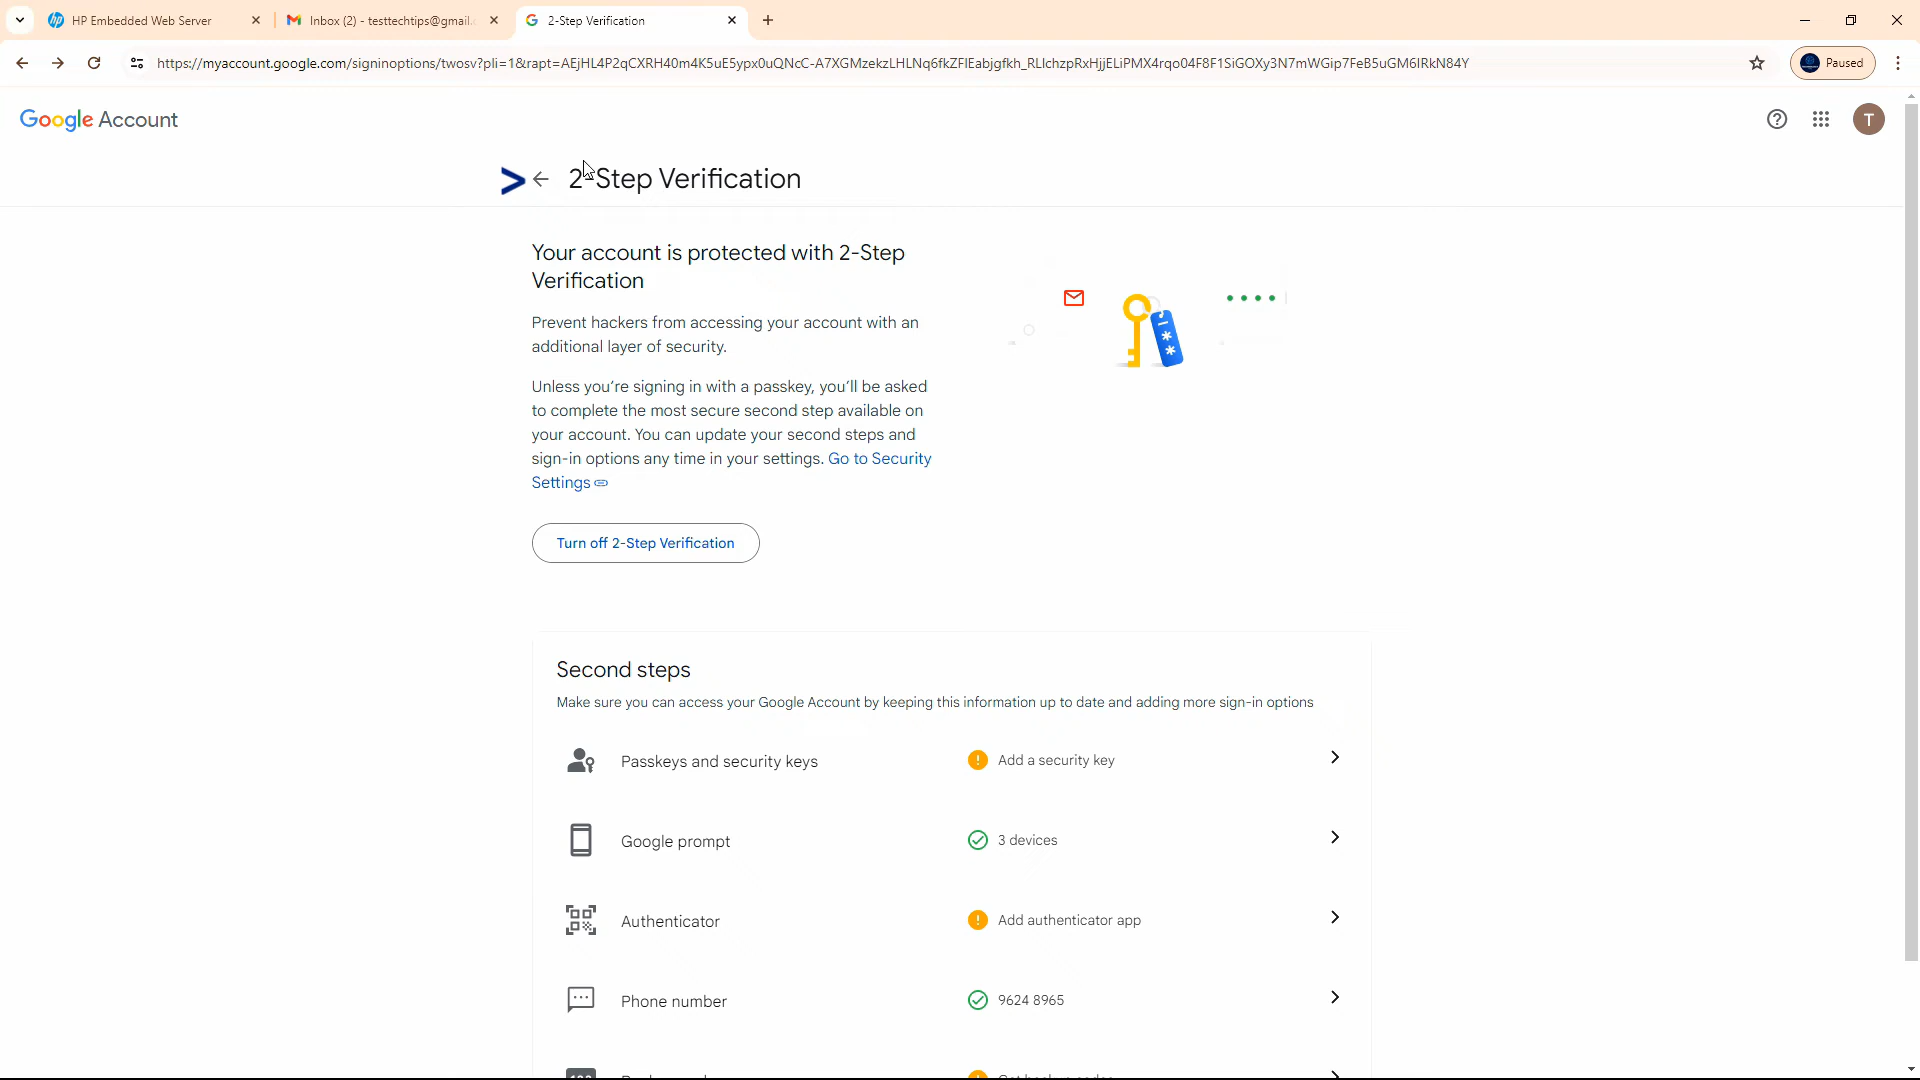 HP Embedded Web Server
Inbox (2) - testtechtips@gmail.
2-Step Verification
https://myaccount.google.com/signinoptions/twosv?pli=1&rapt=AEjHL4P2qCXRH40m4K5uE5ypx0uQNcC-A7XGMzekzLHLNq6fkZFIEabjgfkh_RLIchzpRxHjjELiPMX4rqo04F8F1SiGOXy3N7mWGip7FeB5uGM6IRkN84Y
Paused
Google Account
T
> 2-Step Verification
Your account is protected with 2-Step
Verification
Prevent hackers from accessing your account with an
additional layer of security.
Unless you're signing in with a passkey, you'll be asked
to complete the most secure second step available on
your account. You can update your second steps and
sign-in options any time in your settings. Go to Security
Settings
Turn off 2-Step Verification
Second steps
Make sure you can access your Google Account by keeping this information up to date and adding more sign-in options
Passkeys and security keys
Add a security key
Google prompt
3 devices
Authenticator
Add authenticator app
Phone number
9624 8965